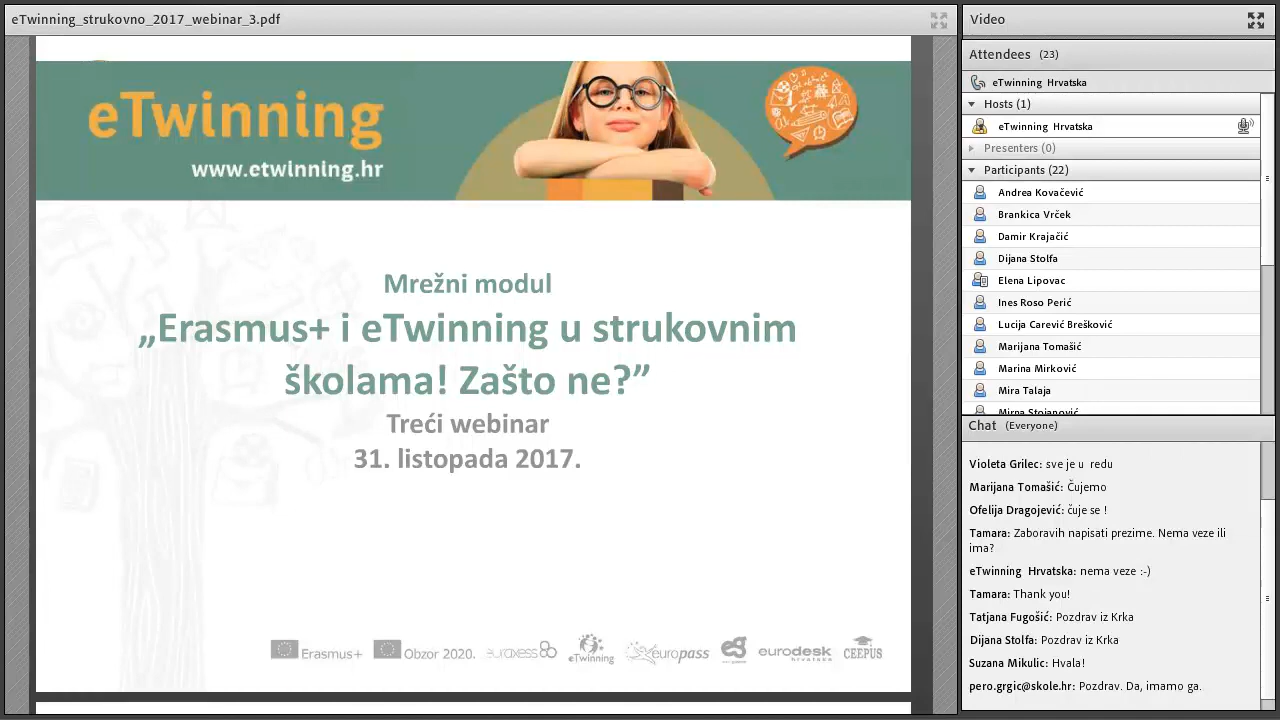 eTwinning_strukovno_2017_webinar_3.pdf
eTwinning
www.etwinning.hr
Mrežni modul
„Erasmus+ i eTwinning u strukovnim
školama! Zašto ne?”
Treći webinar
31. listopada 2017.
Erasmus+
Obzor 2020.
euraxess
eTwinning
europass
eurodesk
hrvatska
CEEPUS
Video
Attendees (23)
eTwinning Hrvatska
Hosts (1)
eTwinning Hrvatska
Presenters (0)
Participants (22)
Andrea Kovačević
Brankica Vrček
Damir Krajačić
Dijana Stolfa
Elena Lipovac
Ines Roso Perić
Lucija Carević Brešković
Marijana Tomašić
Marina Mirković
Mira Talaja
Mirna Stojanović
Chat (Everyone)
Violeta Grilec: sve je u redu
Marijana Tomašić: Čujemo
Ofelija Dragojević: čuje se !
Tamara: Zaboravih napisati prezime. Nema veze ili
ima?
eTwinning Hrvatska: nema veze :-)
Tamara: Thank you!
Tatjana Fugošić: Pozdrav iz Krka
Dijana Stolfa: Pozdrav iz Krka
Suzana Mikulic: Hvala!
pero.grgic@skole.hr: Pozdrav. Da, imamo ga.